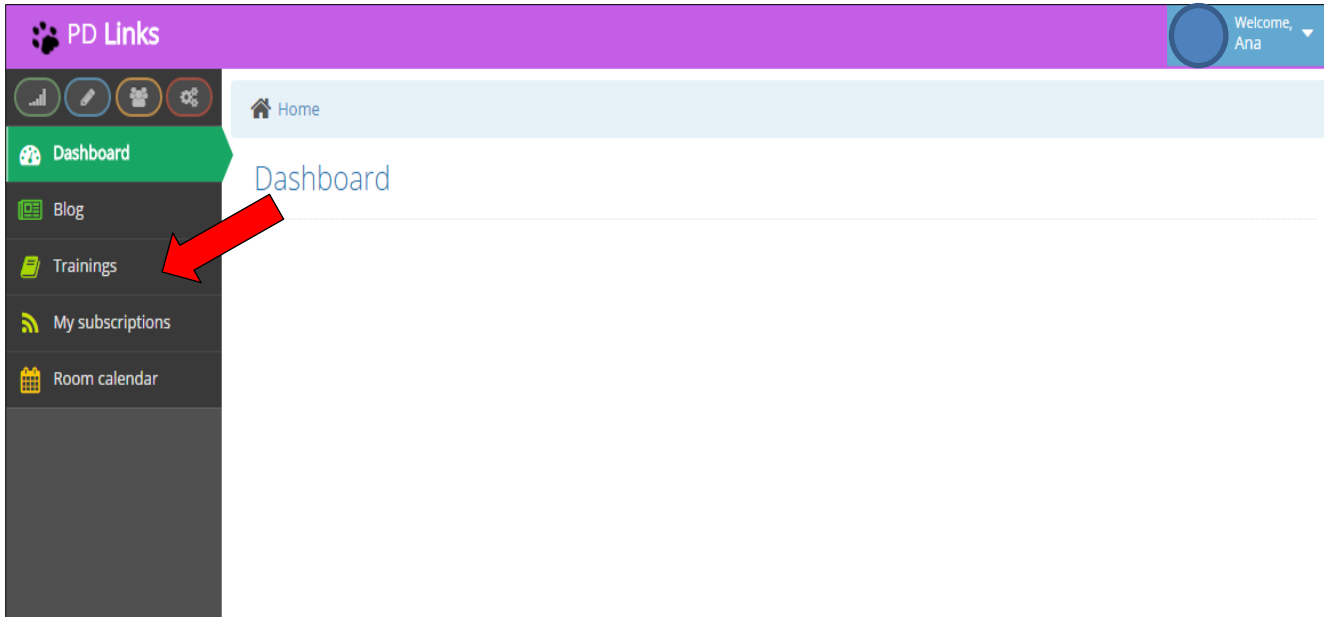 PD Links
Welcome,
Ana
Home
Dashboard
Dashboard
Blog
Trainings
My subscriptions
Room calendar